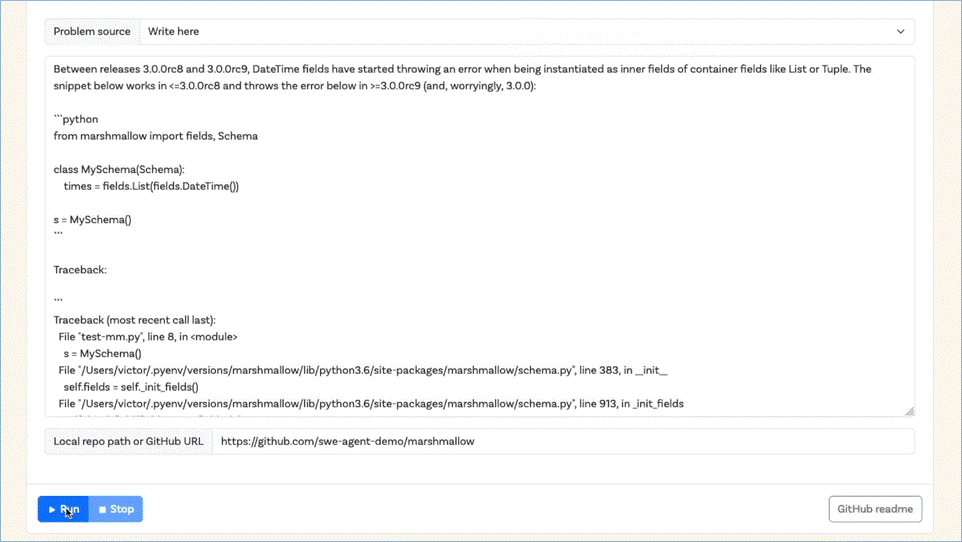 Problem source Write here
Between releases 3.0.0rc8 and 3.0.0rc9, DateTime fields have started throwing an error when being instantiated as inner fields of container fields like List or Tuple. The
snippet below works in <=3.0.0rc8 and throws the error below in >=3.0.0rc9 (and, worryingly, 3.0.0):
```python
from marshmallow import fields, Schema
class MySchema(Schema):
times = fields.List(fields.DateTime())
s = MySchema()
```
Traceback:
```
Traceback (most recent call last):
File "test-mm.py", line 8, in <module>
s = MySchema()
File "/Users/victor/.pyenv/versions/marshmallow/lib/python3.6/site-packages/marshmallow/schema.py", line 383, in __init__
self.fields = self._init_fields()
File "/Users/victor/.pyenv/versions/marshmallow/lib/python3.6/site-packages/marshmallow/schema.py", line 913, in _init_fields
Local repo path or GitHub URL https://github.com/swe-agent-demo/marshmallow
Run Stop GitHub readme